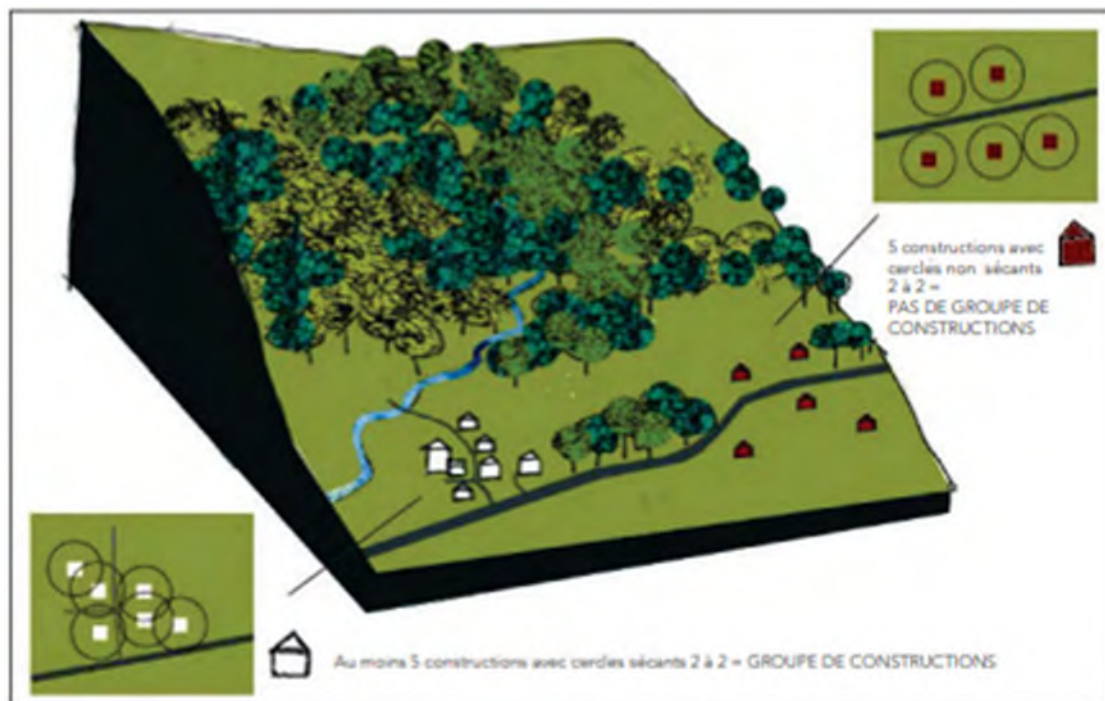 5 constructions avec
cercles non sécants
2 à 2 =
PAS DE GROUPE DE
CONSTRUCTIONS
Au moins 5 constructions avec cercles sécants 2 à 2 = GROUPE DE CONSTRUCTIONS